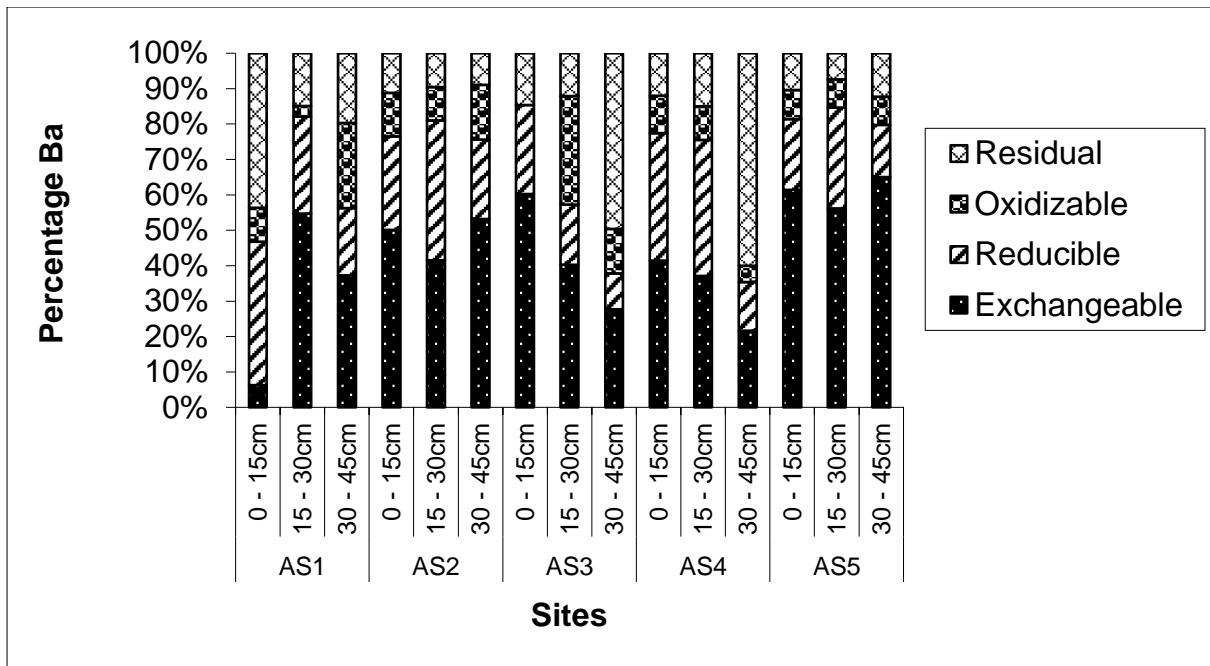 100%
90%
80%
70%
60%
50%
40%
30%
20%
10%
0%
Percentage Ba
0 - 15cm
15 - 30cm
30 - 45cm
0 - 15cm
15 - 30cm
30 - 45cm
0 - 15cm
15 - 30cm
30 - 45cm
0 - 15cm
15 - 30cm
30 - 45cm
0 - 15cm
15 - 30cm
30 - 45cm
AS1 AS2 AS3 AS4 AS5
Sites
Residual
Oxidizable
Reducible
Exchangeable